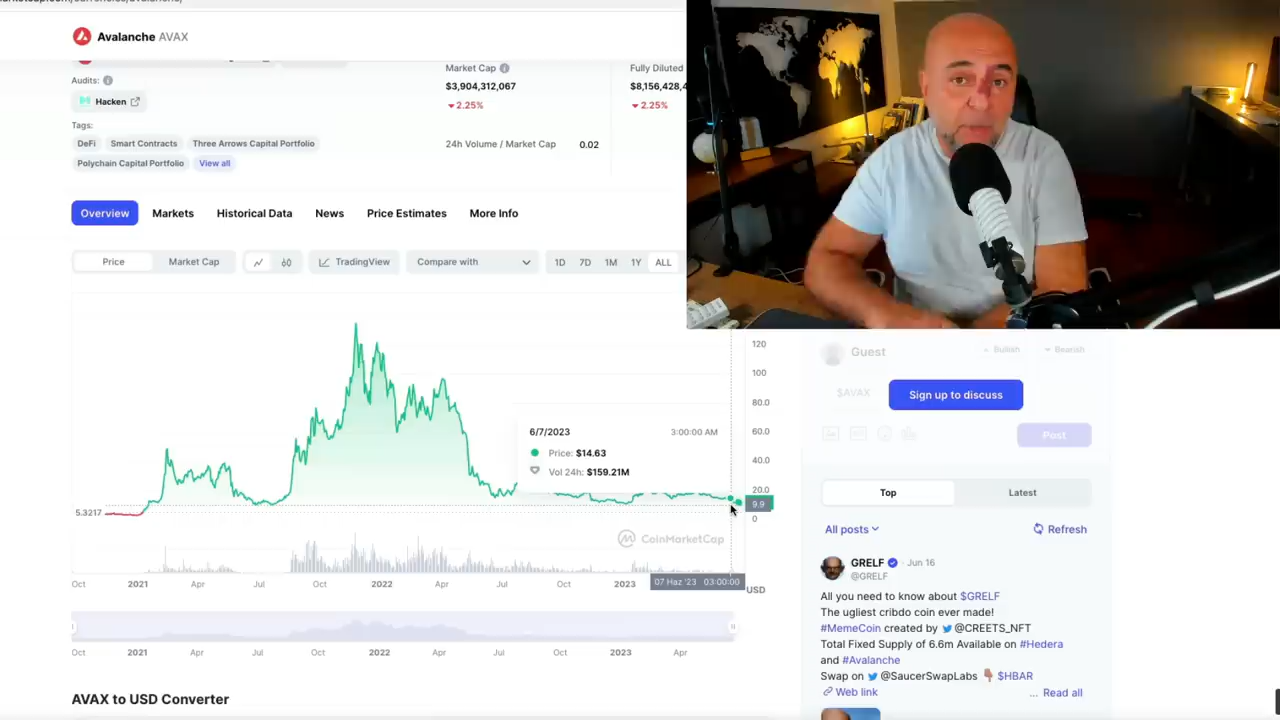 Avalanche AVAX
Audits:
Hacken
Tags:
DeFi Smart Contracts Three Arrows Capital Portfolio
Polychain Capital Portfolio View all
Market Cap
$3,904,312,067
2.25%
24h Volume / Market Cap 0.02
Fully Diluted
$8,156,428,4
2.25%
Overview Markets Historical Data News Price Estimates More Info
Price Market Cap TradingView Compare with 1D 7D 1M 1Y ALL
120
100
80.0
60.0
40.0
20.0
9.9
0
5.3217
6/7/2023 3:00:00 AM
Price: $14.63
Vol 24h: $159.21M
CoinMarketCap
Oct 2021 Apr Jul Oct 2022 Apr Jul Oct 2023 07 Haz '23 03:00:00
USD
Oct 2021 Apr Jul Oct 2022 Apr Jul Oct 2023 Apr
AVAX to USD Converter
Guest Bullish Bearish
$AVAX
Sign up to discuss
Post
Top Latest
All posts Refresh
GRELF · Jun 16
@GRELF
All you need to know about $GRELF
The ugliest cribdo coin ever made!
#MemeCoin created by @CREETS_NFT
Total Fixed Supply of 6.6m Available on #Hedera
and #Avalanche
Swap on @SaucerSwapLabs $HBAR
Web link ... Read all